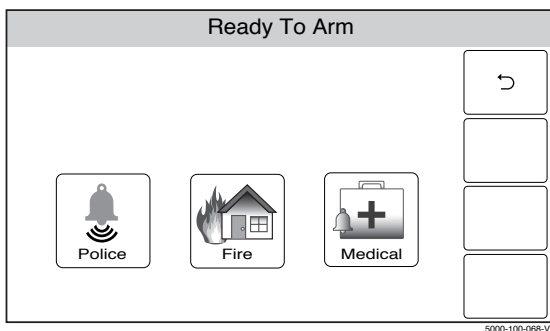 Ready To Arm
Police
Fire
Medical
5000-100-068-V